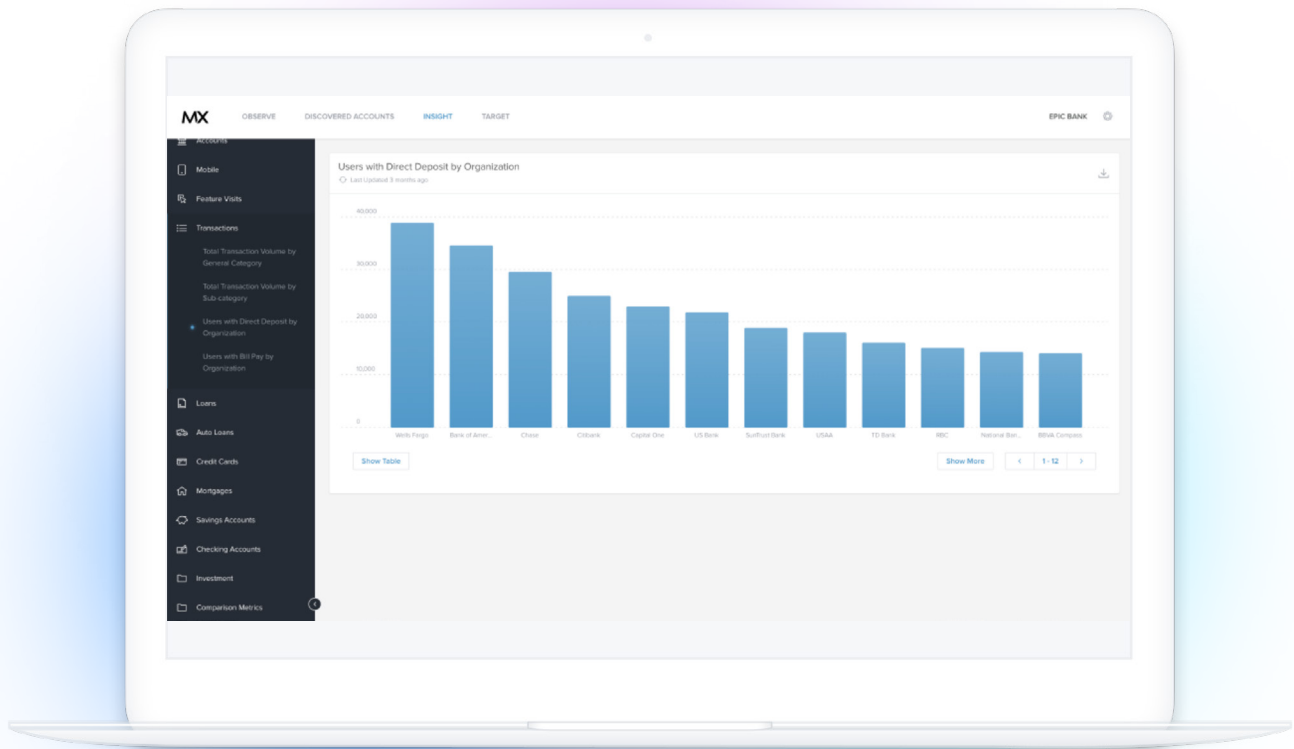 MX
OBSERVE
DISCOVERED ACCOUNTS
INSIGHT
TARGET
EPIC BANK
Accounts
Mobile
Feature Visits
Transactions
Total Transaction Volume by
General Category
Total Transaction Volume by
Sub-category
Users with Direct Deposit by
Organization
Users with Bill Pay by
Organization
Loans
Auto Loans
Credit Cards
Mortgages
Savings Accounts
Checking Accounts
Investment
Comparison Metrics
Users with Direct Deposit by Organization
Last Updated 3 months ago
40,000
30,000
20,000
10,000
0
Wells Fargo
Bank of Amer...
Chase
Citibank
Capital One
US Bank
SunTrust Bank
USAA
TD Bank
RBC
National Ban...
BBVA Compass
Show Table
Show More
1 - 12